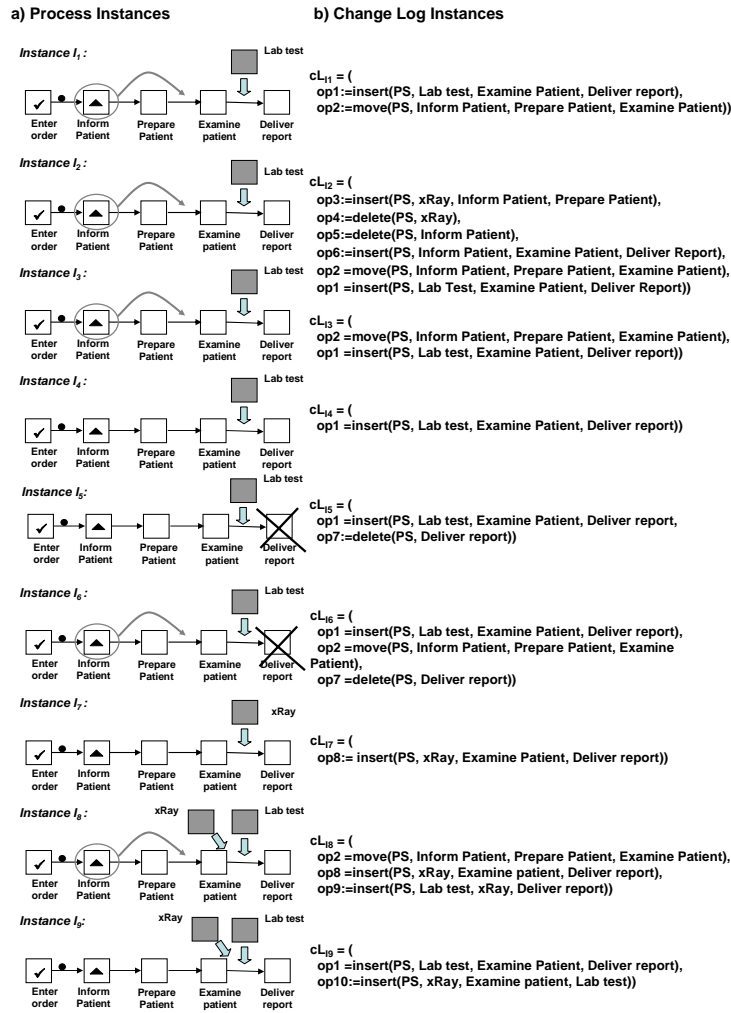 a) Process Instances
b) Change Log Instances
Instance I1:
Lab test
Enter order
Inform Patient
Prepare Patient
Examine patient
Deliver report
cLI1 = (
op1:=insert(PS, Lab test, Examine Patient, Deliver report),
op2:=move(PS, Inform Patient, Prepare Patient, Examine Patient))
Instance I2:
Lab test
Enter order
Inform Patient
Prepare Patient
Examine patient
Deliver report
cLI2 = (
op3:=insert(PS, xRay, Inform Patient, Prepare Patient),
op4:=delete(PS, xRay),
op5:=delete(PS, Inform Patient),
op6:=insert(PS, Inform Patient, Examine Patient, Deliver Report),
op2 =move(PS, Inform Patient, Prepare Patient, Examine Patient),
op1 =insert(PS, Lab Test, Examine Patient, Deliver Report))
Instance I3:
Lab test
Enter order
Inform Patient
Prepare Patient
Examine patient
Deliver report
cLI3 = (
op2 =move(PS, Inform Patient, Prepare Patient, Examine Patient),
op1 =insert(PS, Lab test, Examine Patient, Deliver report))
Instance I4:
Lab test
Enter order
Inform Patient
Prepare Patient
Examine patient
Deliver report
cLI4 = (
op1 =insert(PS, Lab test, Examine Patient, Deliver report))
Instance I5:
Lab test
Enter order
Inform Patient
Prepare Patient
Examine patient
Deliver report
cLI5 = (
op1 =insert(PS, Lab test, Examine Patient, Deliver report,
op7:=delete(PS, Deliver report))
Instance I6:
Lab test
Enter order
Inform Patient
Prepare Patient
Examine patient
Deliver report
cLI6 = (
op1 =insert(PS, Lab test, Examine Patient, Deliver report),
op2 =move(PS, Inform Patient, Prepare Patient, Examine
Patient),
op7 =delete(PS, Deliver report))
Instance I7:
xRay
Enter order
Inform Patient
Prepare Patient
Examine patient
Deliver report
cLI7 = (
op8:= insert(PS, xRay, Examine Patient, Deliver report))
Instance I8:
xRay
Lab test
Enter order
Inform Patient
Prepare Patient
Examine patient
Deliver report
cLI8 = (
op2 =move(PS, Inform Patient, Prepare Patient, Examine Patient),
op8 =insert(PS, xRay, Examine patient, Deliver report),
op9:=insert(PS, Lab test, xRay, Deliver report))
Instance I9:
xRay
Lab test
Enter order
Inform Patient
Prepare Patient
Examine patient
Deliver report
cLI9 = (
op1 =insert(PS, Lab test, Examine Patient, Deliver report),
op10:=insert(PS, xRay, Examine patient, Lab test))